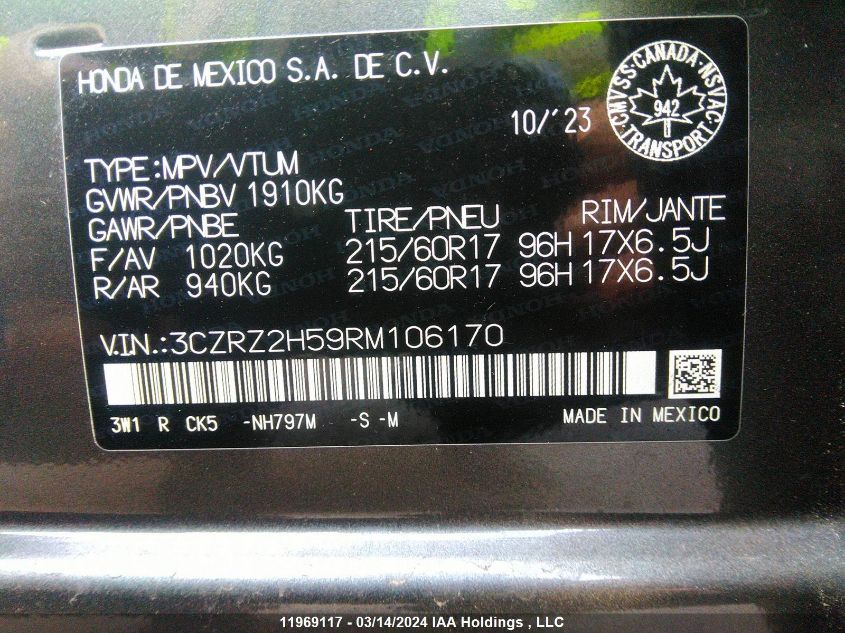 HONDA DE MEXICO S.A. DE C.V.
10/'23
CMVSS·CANADA·NSVAC
942
TRANSPORT
TYPE:MPV/VTUM
GVWR/PNBV 1910KG
GAWR/PNBE TIRE/PNEU RIM/JANTE
F/AV 1020KG 215/60R17 96H 17X6.5J
R/AR 940KG 215/60R17 96H 17X6.5J
V.I.N.:3CZRZ2H59RM106170
3W1 R CK5 -NH797M -S -M MADE IN MEXICO
11969117 - 03/14/2024 IAA Holdings , LLC